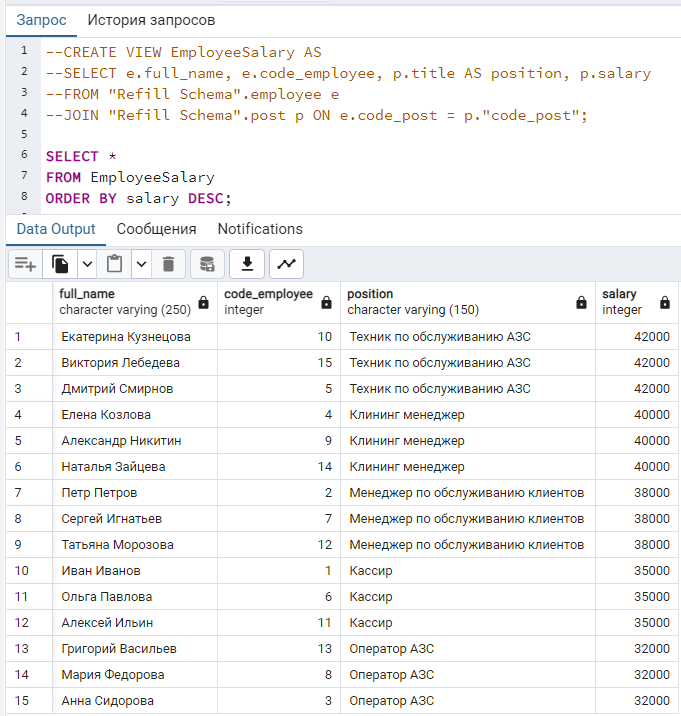 Запрос История запросов
1 --CREATE VIEW EmployeeSalary AS
2 --SELECT e.full_name, e.code_employee, p.title AS position, p.salary
3 --FROM "Refill Schema".employee e
4 --JOIN "Refill Schema".post p ON e.code_post = p."code_post";
5
6 SELECT *
7 FROM EmployeeSalary
8 ORDER BY salary DESC;
Data Output Сообщения Notifications
full_name code_employee position salary
character varying (250) integer character varying (150) integer
1 Екатерина Кузнецова 10 Техник по обслуживанию АЗС 42000
2 Виктория Лебедева 15 Техник по обслуживанию АЗС 42000
3 Дмитрий Смирнов 5 Техник по обслуживанию АЗС 42000
4 Елена Козлова 4 Клининг менеджер 40000
5 Александр Никитин 9 Клининг менеджер 40000
6 Наталья Зайцева 14 Клининг менеджер 40000
7 Петр Петров 2 Менеджер по обслуживанию клиентов 38000
8 Сергей Игнатьев 7 Менеджер по обслуживанию клиентов 38000
9 Татьяна Морозова 12 Менеджер по обслуживанию клиентов 38000
10 Иван Иванов 1 Кассир 35000
11 Ольга Павлова 6 Кассир 35000
12 Алексей Ильин 11 Кассир 35000
13 Григорий Васильев 13 Оператор АЗС 32000
14 Мария Федорова 8 Оператор АЗС 32000
15 Анна Сидорова 3 Оператор АЗС 32000